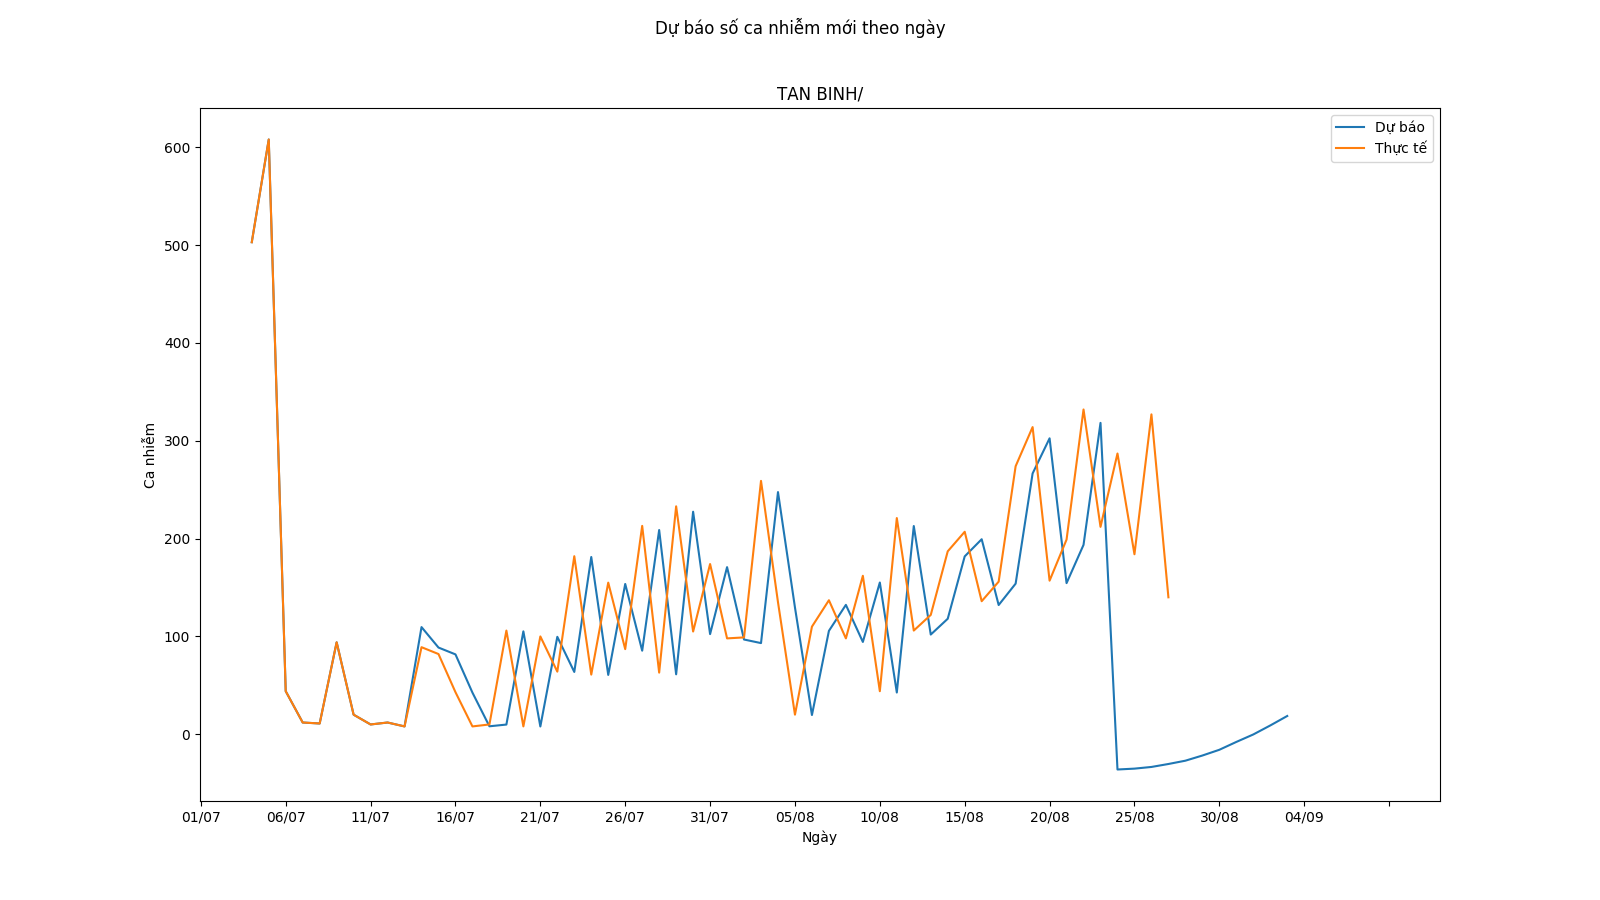 Dự báo số ca nhiễm mới theo ngày
TAN BINH/
Dự báo
Thực tế
600
500
400
300
200
100
0
Ca nhiễm
01/07 06/07 11/07 16/07 21/07 26/07 31/07 05/08 10/08 15/08 20/08 25/08 30/08 04/09
Ngày